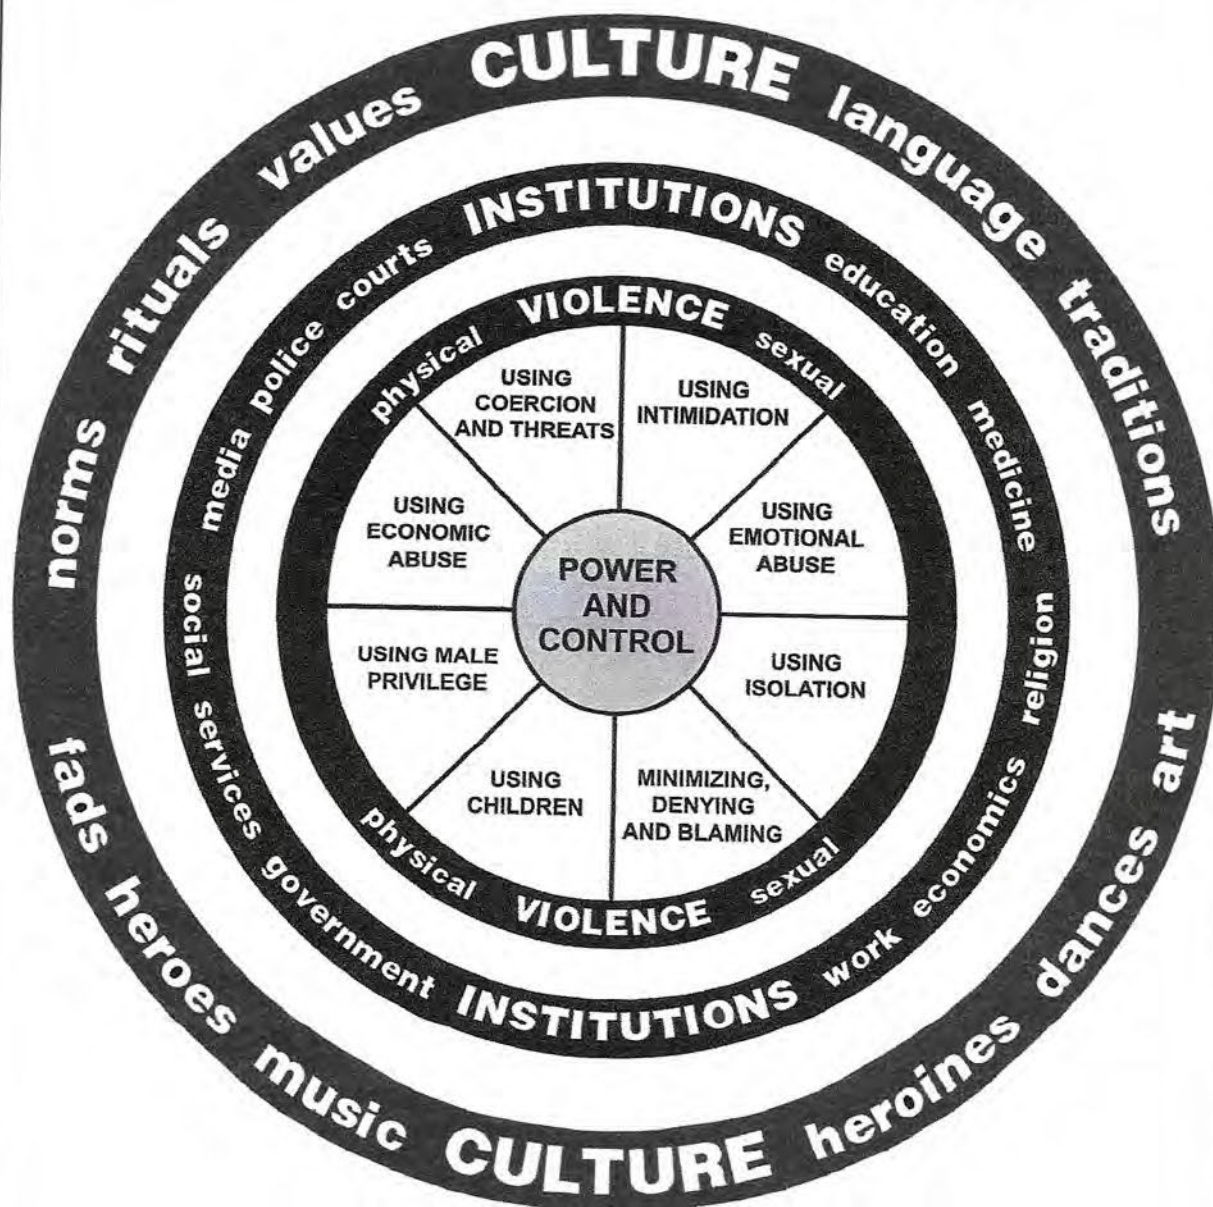 norms rituals values CULTURE language traditions
media police courts INSTITUTIONS education medicine religion
physical VIOLENCE sexual
USING
COERCION
AND THREATS
USING
INTIMIDATION
USING
EMOTIONAL
ABUSE
USING
ISOLATION
MINIMIZING,
DENYING
AND BLAMING
USING
CHILDREN
USING MALE
PRIVILEGE
USING
ECONOMIC
ABUSE
POWER
AND
CONTROL
physical VIOLENCE sexual
social services government INSTITUTIONS work economics
fads heroes music CULTURE heroines dances art